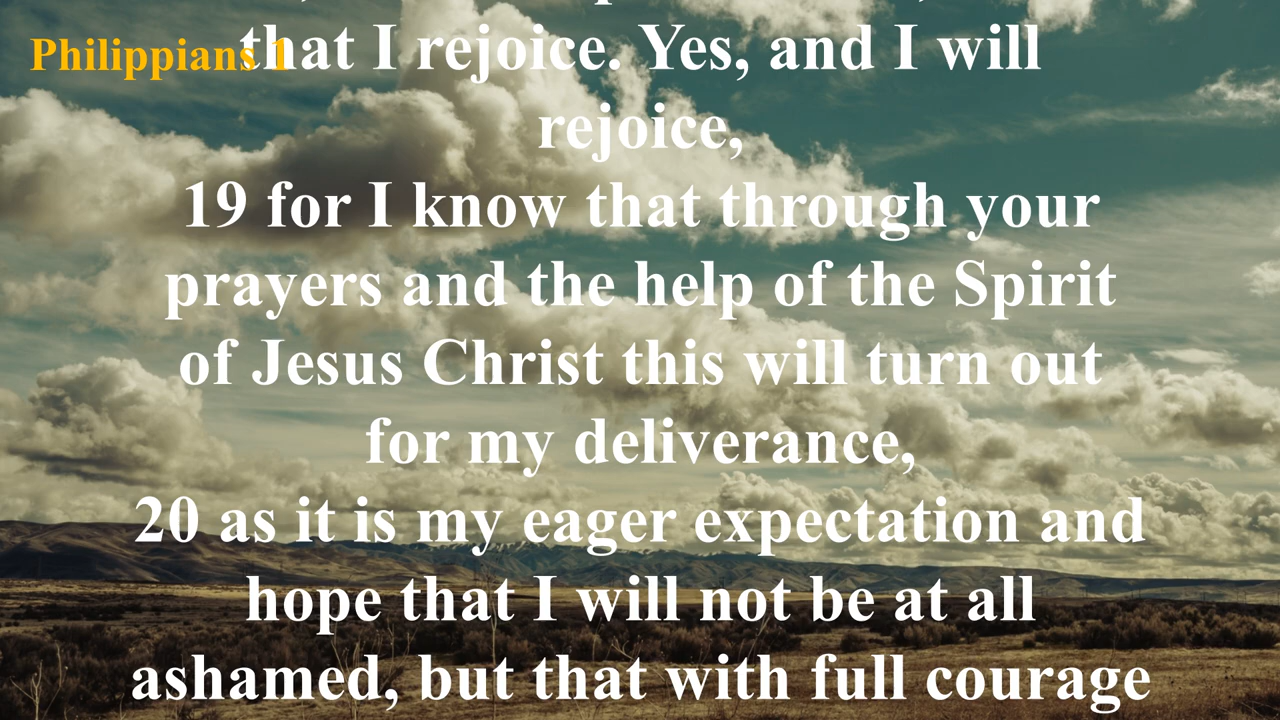 Philippians 1
that I rejoice. Yes, and I will
rejoice,
19 for I know that through your
prayers and the help of the Spirit
of Jesus Christ this will turn out
for my deliverance,
20 as it is my eager expectation and
hope that I will not be at all
ashamed, but that with full courage